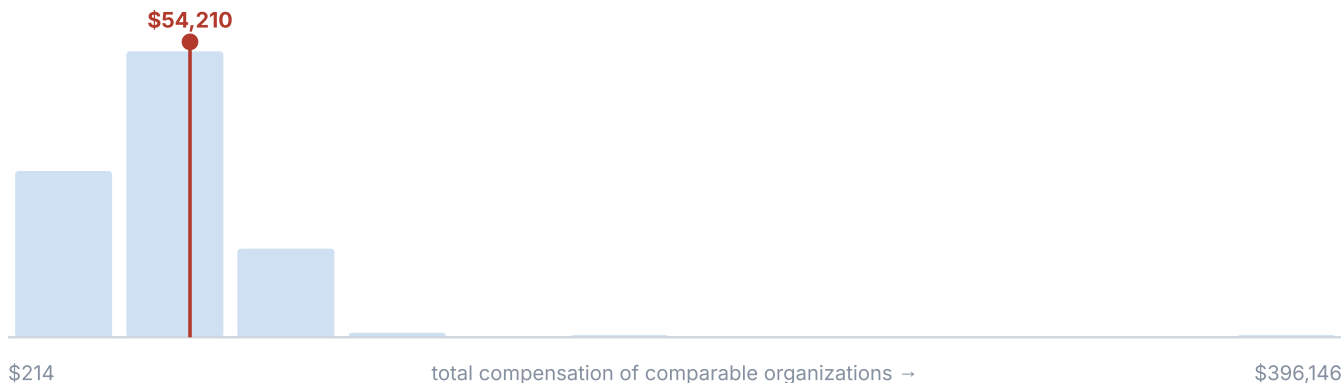 $54,210
$214 total compensation of comparable organizations → $396,146